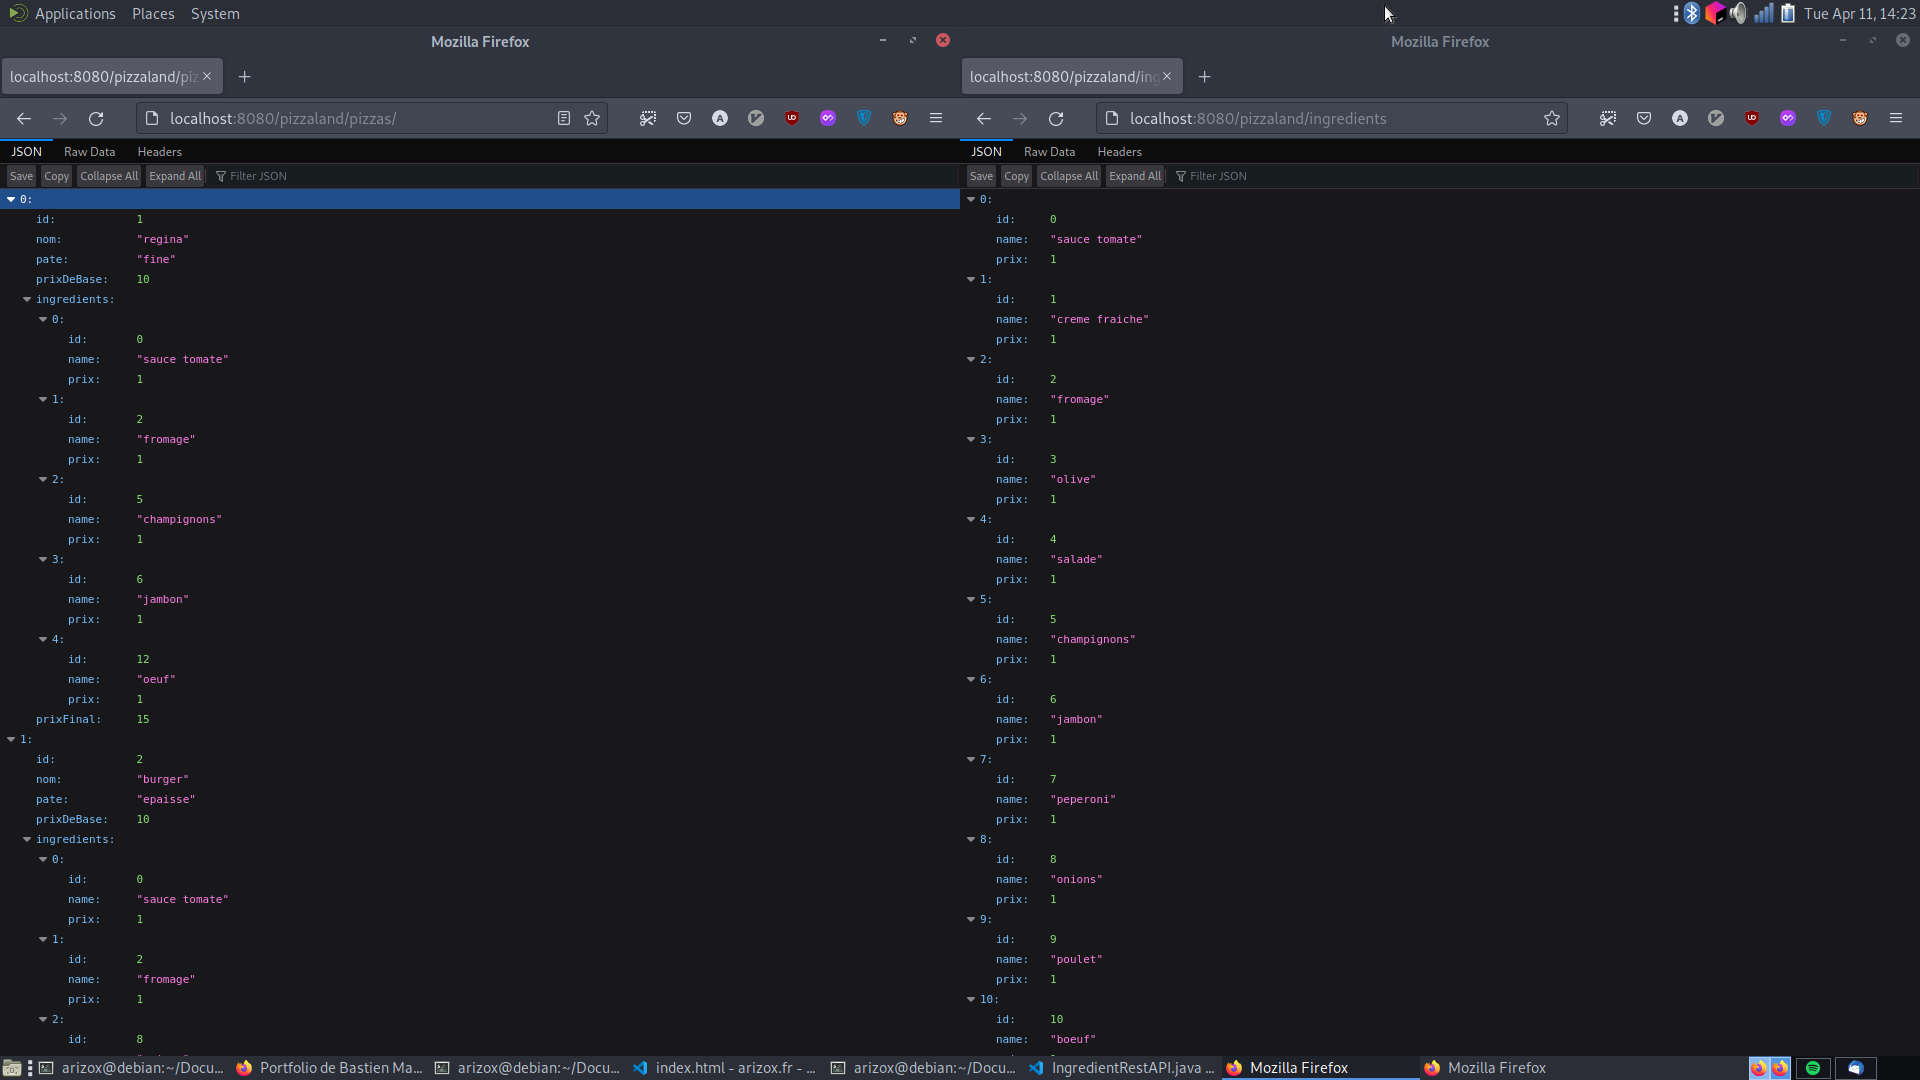 Applications Places System
Tue Apr 11, 14:23
Mozilla Firefox
localhost:8080/pizzaland/piz
localhost:8080/pizzaland/pizzas/
JSON Raw Data Headers
Save Copy Collapse All Expand All Filter JSON
0:
id: 1
nom: "regina"
pate: "fine"
prixDeBase: 10
ingredients:
0:
id: 0
name: "sauce tomate"
prix: 1
1:
id: 2
name: "fromage"
prix: 1
2:
id: 5
name: "champignons"
prix: 1
3:
id: 6
name: "jambon"
prix: 1
4:
id: 12
name: "oeuf"
prix: 1
prixFinal: 15
1:
id: 2
nom: "burger"
pate: "epaisse"
prixDeBase: 10
ingredients:
0:
id: 0
name: "sauce tomate"
prix: 1
1:
id: 2
name: "fromage"
prix: 1
2:
id: 8
Mozilla Firefox
localhost:8080/pizzaland/ing
localhost:8080/pizzaland/ingredients
JSON Raw Data Headers
Save Copy Collapse All Expand All Filter JSON
0:
id: 0
name: "sauce tomate"
prix: 1
1:
id: 1
name: "creme fraiche"
prix: 1
2:
id: 2
name: "fromage"
prix: 1
3:
id: 3
name: "olive"
prix: 1
4:
id: 4
name: "salade"
prix: 1
5:
id: 5
name: "champignons"
prix: 1
6:
id: 6
name: "jambon"
prix: 1
7:
id: 7
name: "peperoni"
prix: 1
8:
id: 8
name: "onions"
prix: 1
9:
id: 9
name: "poulet"
prix: 1
10:
id: 10
name: "boeuf"
arizox@debian:~/Docu... Portfolio de Bastien Ma... arizox@debian:~/Docu... index.html - arizox.fr - ... arizox@debian:~/Docu... IngredientRestAPI.java ... Mozilla Firefox Mozilla Firefox